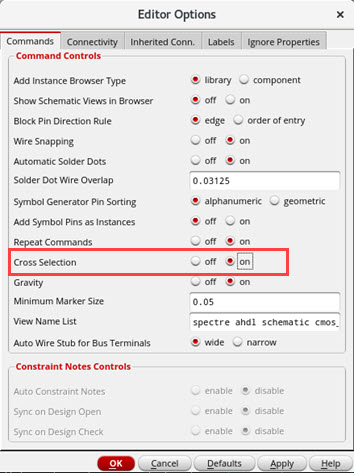 Editor Options
Commands Connectivity Inherited Conn. Labels Ignore Properties
Command Controls
Add Instance Browser Type library component
Show Schematic Views in Browser off on
Block Pin Direction Rule edge order of entry
Wire Snapping off on
Automatic Solder Dots off on
Solder Dot Wire Overlap 0.03125
Symbol Generator Pin Sorting alphanumeric geometric
Add Symbol Pins as Instances off on
Repeat Commands off on
Cross Selection off on
Gravity off on
Minimum Marker Size 0.05
View Name List spectre ahdl schematic cmos_
Auto Wire Stub for Bus Terminals wide narrow
Constraint Notes Controls
Auto Constraint Notes enable disable
Sync on Design Open enable disable
Sync on Design Check enable disable
OK Cancel Defaults Apply Help